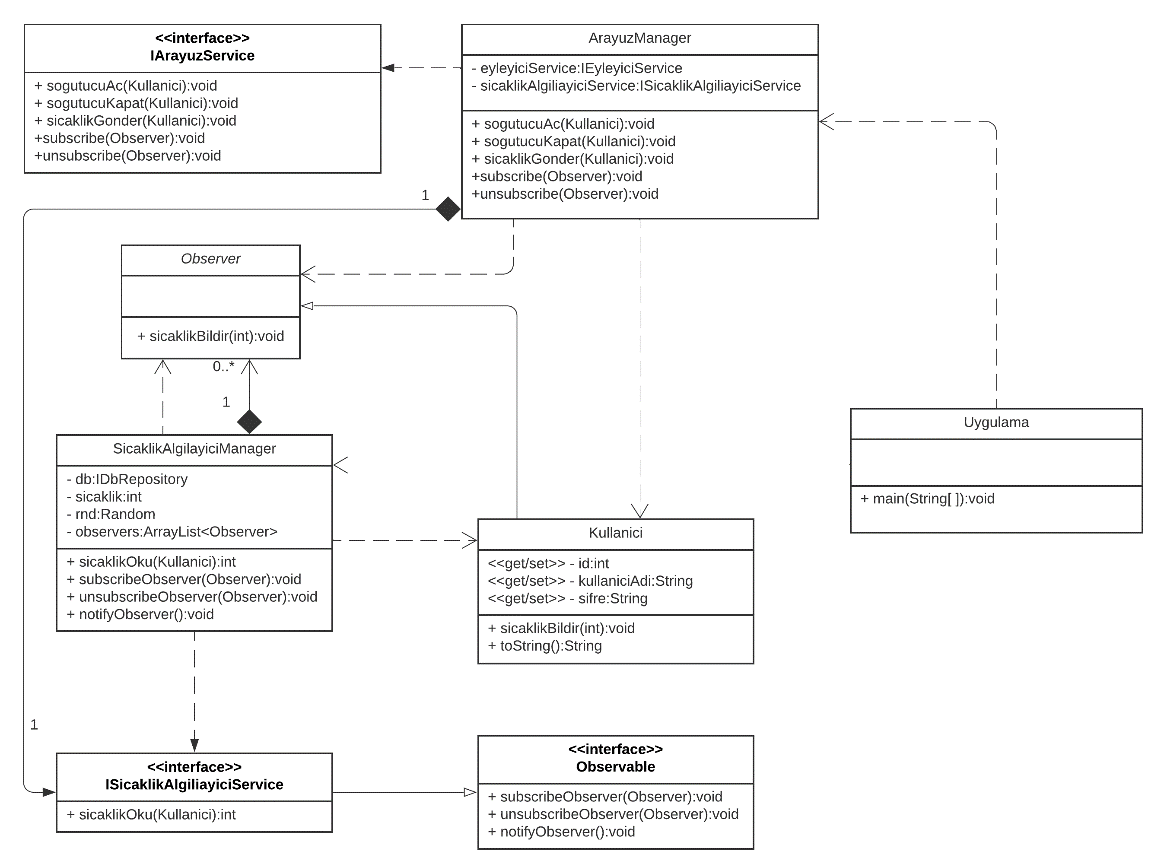 <<interface>>
IArayuzService
+ sogutucuAc(Kullanici):void
+ sogutucuKapat(Kullanici):void
+ sicaklikGonder(Kullanici):void
+subscribe(Observer):void
+unsubscribe(Observer):void
ArayuzManager
- eyleyiciService:IEyleyiciService
- sicaklikAlgiliayiciService:ISicaklikAlgiliayiciService
+ sogutucuAc(Kullanici):void
+ sogutucuKapat(Kullanici):void
+ sicaklikGonder(Kullanici):void
+subscribe(Observer):void
+unsubscribe(Observer):void
1
Observer
+ sicaklikBildir(int):void
0..*
1
SicaklikAlgilayiciManager
- db:IDbRepository
- sicaklik:int
- rnd:Random
- observers:ArrayList<Observer>
+ sicaklikOku(Kullanici):int
+ subscribeObserver(Observer):void
+ unsubscribeObserver(Observer):void
+ notifyObserver():void
Uygulama
+ main(String[ ]):void
Kullanici
<<get/set>> - id:int
<<get/set>> - kullaniciAdi:String
<<get/set>> - sifre:String
+ sicaklikBildir(int):void
+ toString():String
1
<<interface>>
ISicaklikAlgiliayiciService
+ sicaklikOku(Kullanici):int
<<interface>>
Observable
+ subscribeObserver(Observer):void
+ unsubscribeObserver(Observer):void
+ notifyObserver():void